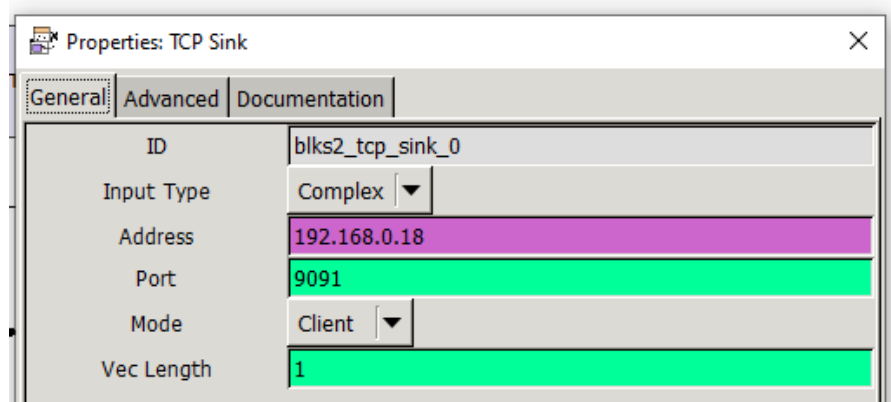 Properties: TCP Sink
General Advanced Documentation
ID blks2_tcp_sink_0
Input Type Complex
Address 192.168.0.18
Port 9091
Mode Client
Vec Length 1